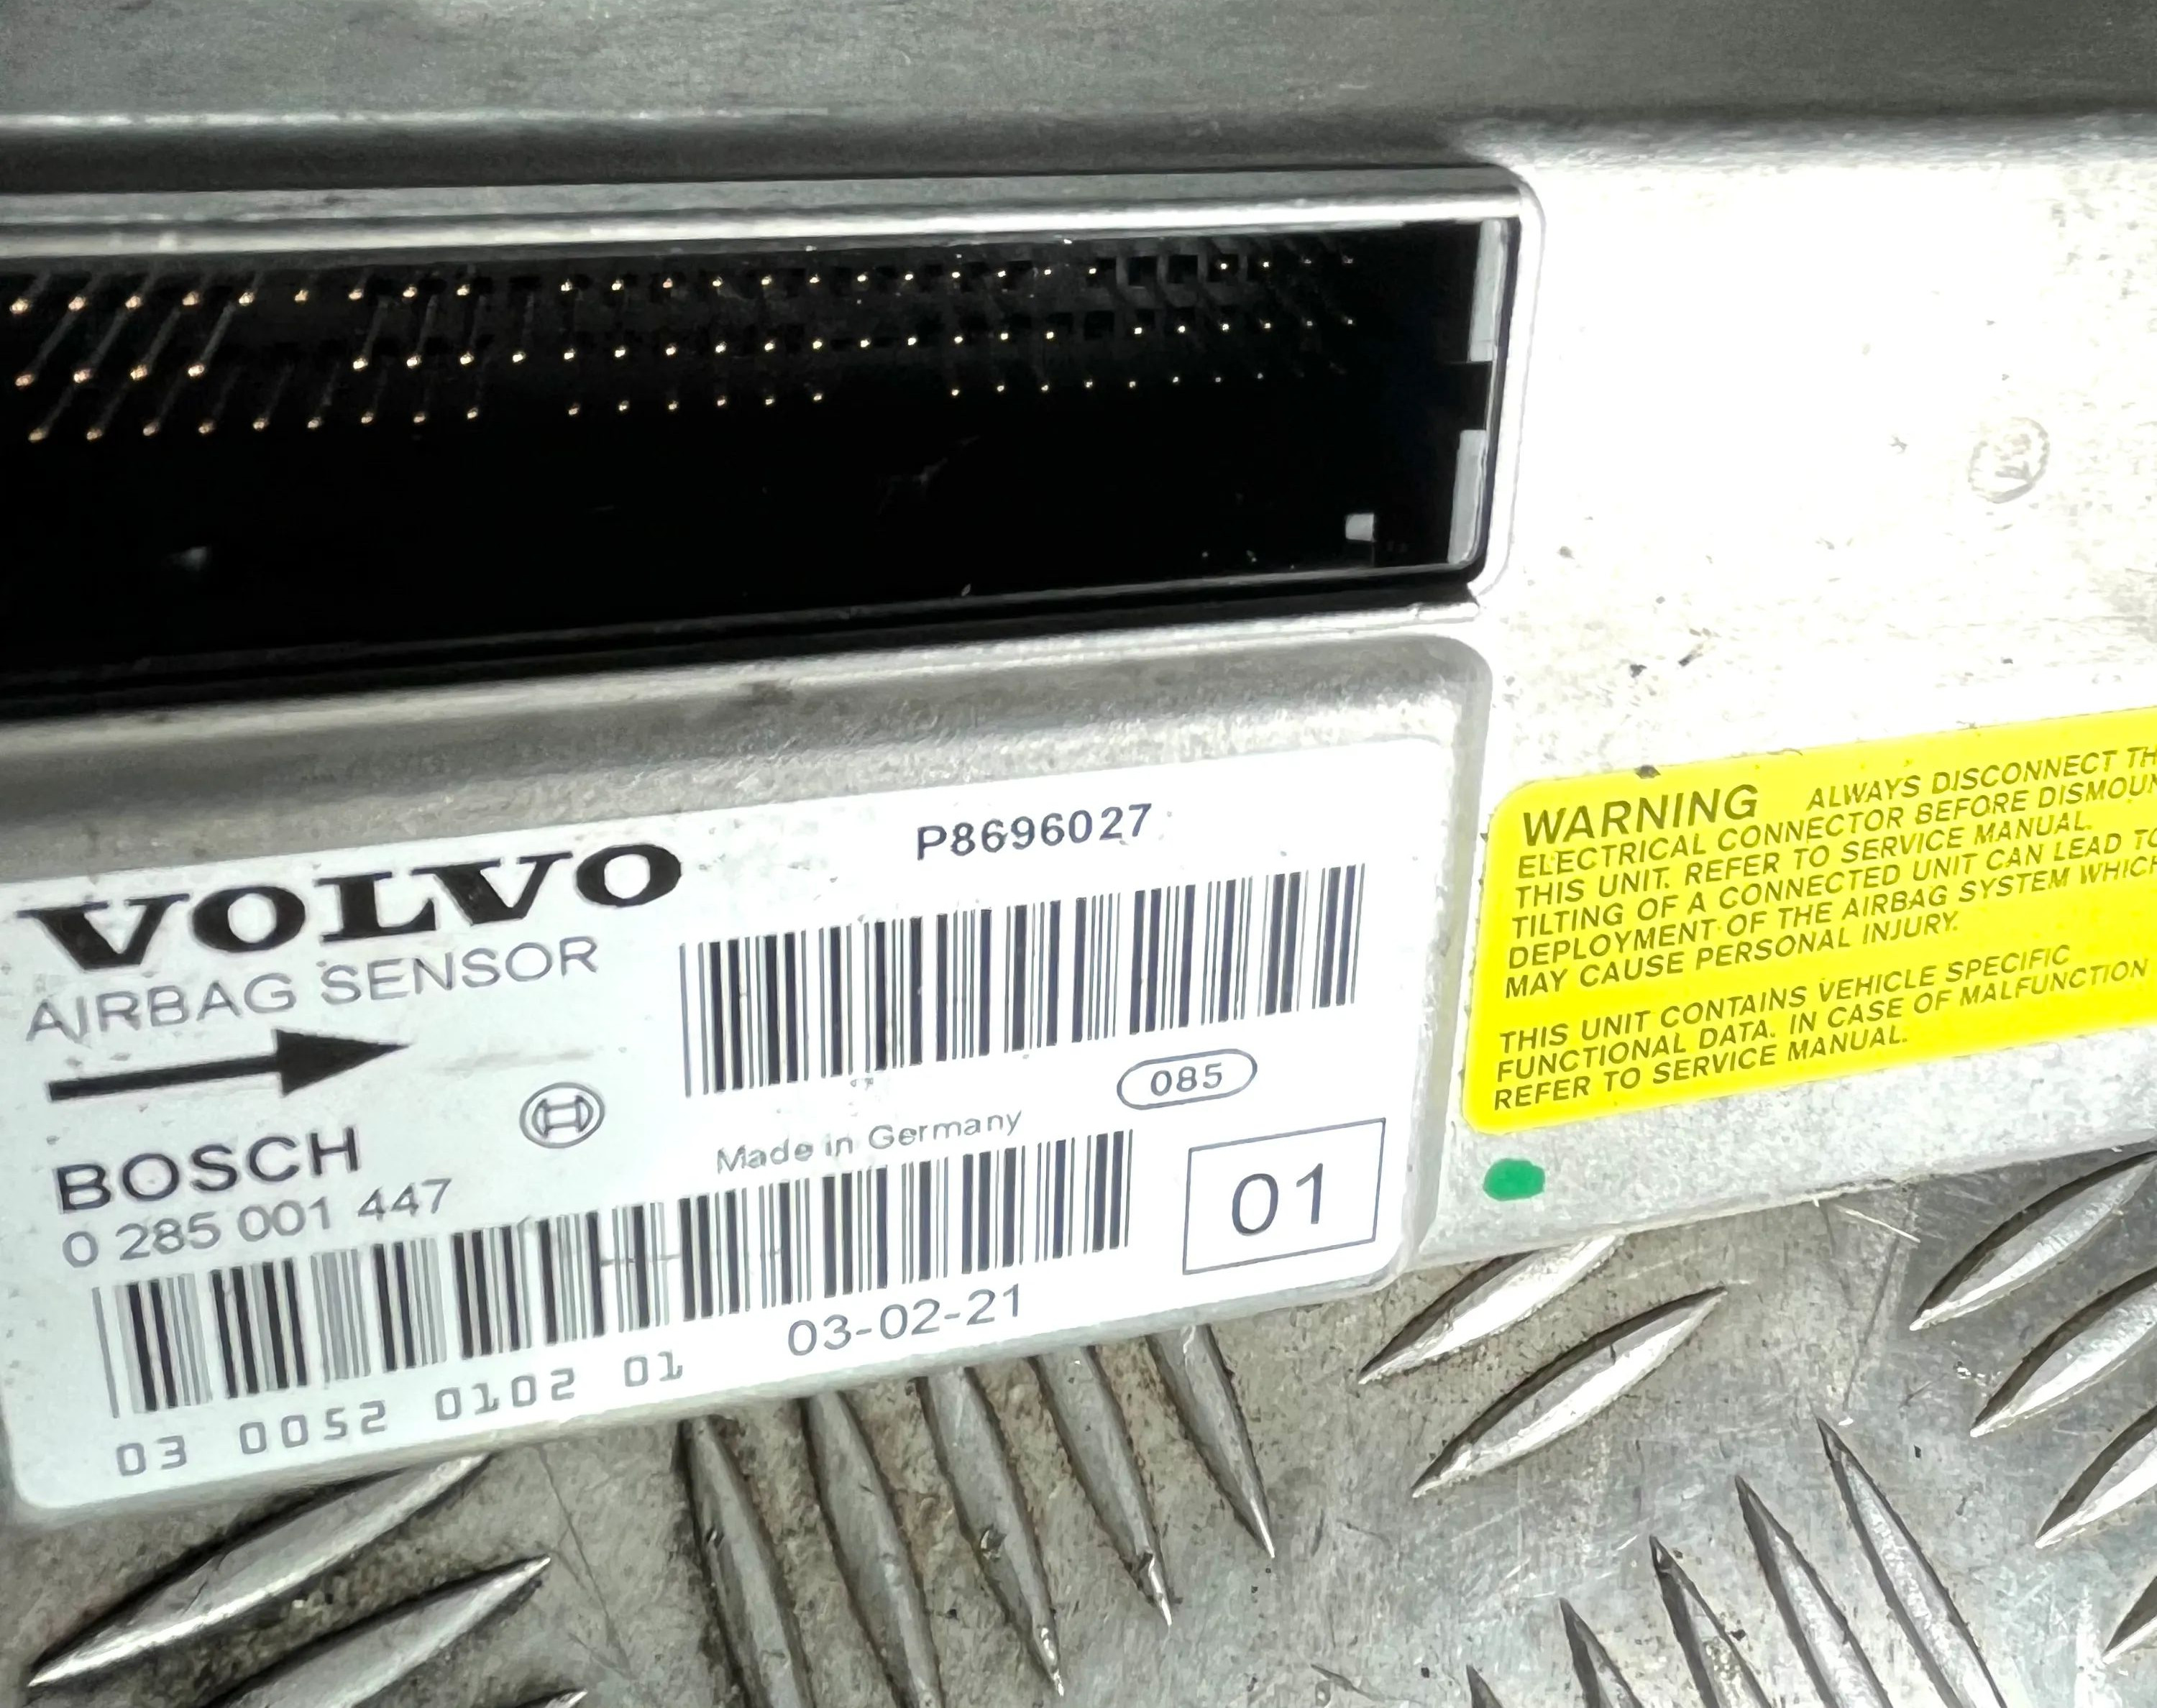 VOLVO
P8696027
AIRBAG SENSOR
085
BOSCH
Made in Germany
0 285 001 447
01
03-02-21
03 0052 0102 01
WARNING ALWAYS DISCONNECT TH
ELECTRICAL CONNECTOR BEFORE DISMOUN
THIS UNIT. REFER TO SERVICE MANUAL.
TILTING OF A CONNECTED UNIT CAN LEAD TO
DEPLOYMENT OF THE AIRBAG SYSTEM WHICH
MAY CAUSE PERSONAL INJURY.
THIS UNIT CONTAINS VEHICLE SPECIFIC
FUNCTIONAL DATA. IN CASE OF MALFUNCTION
REFER TO SERVICE MANUAL.